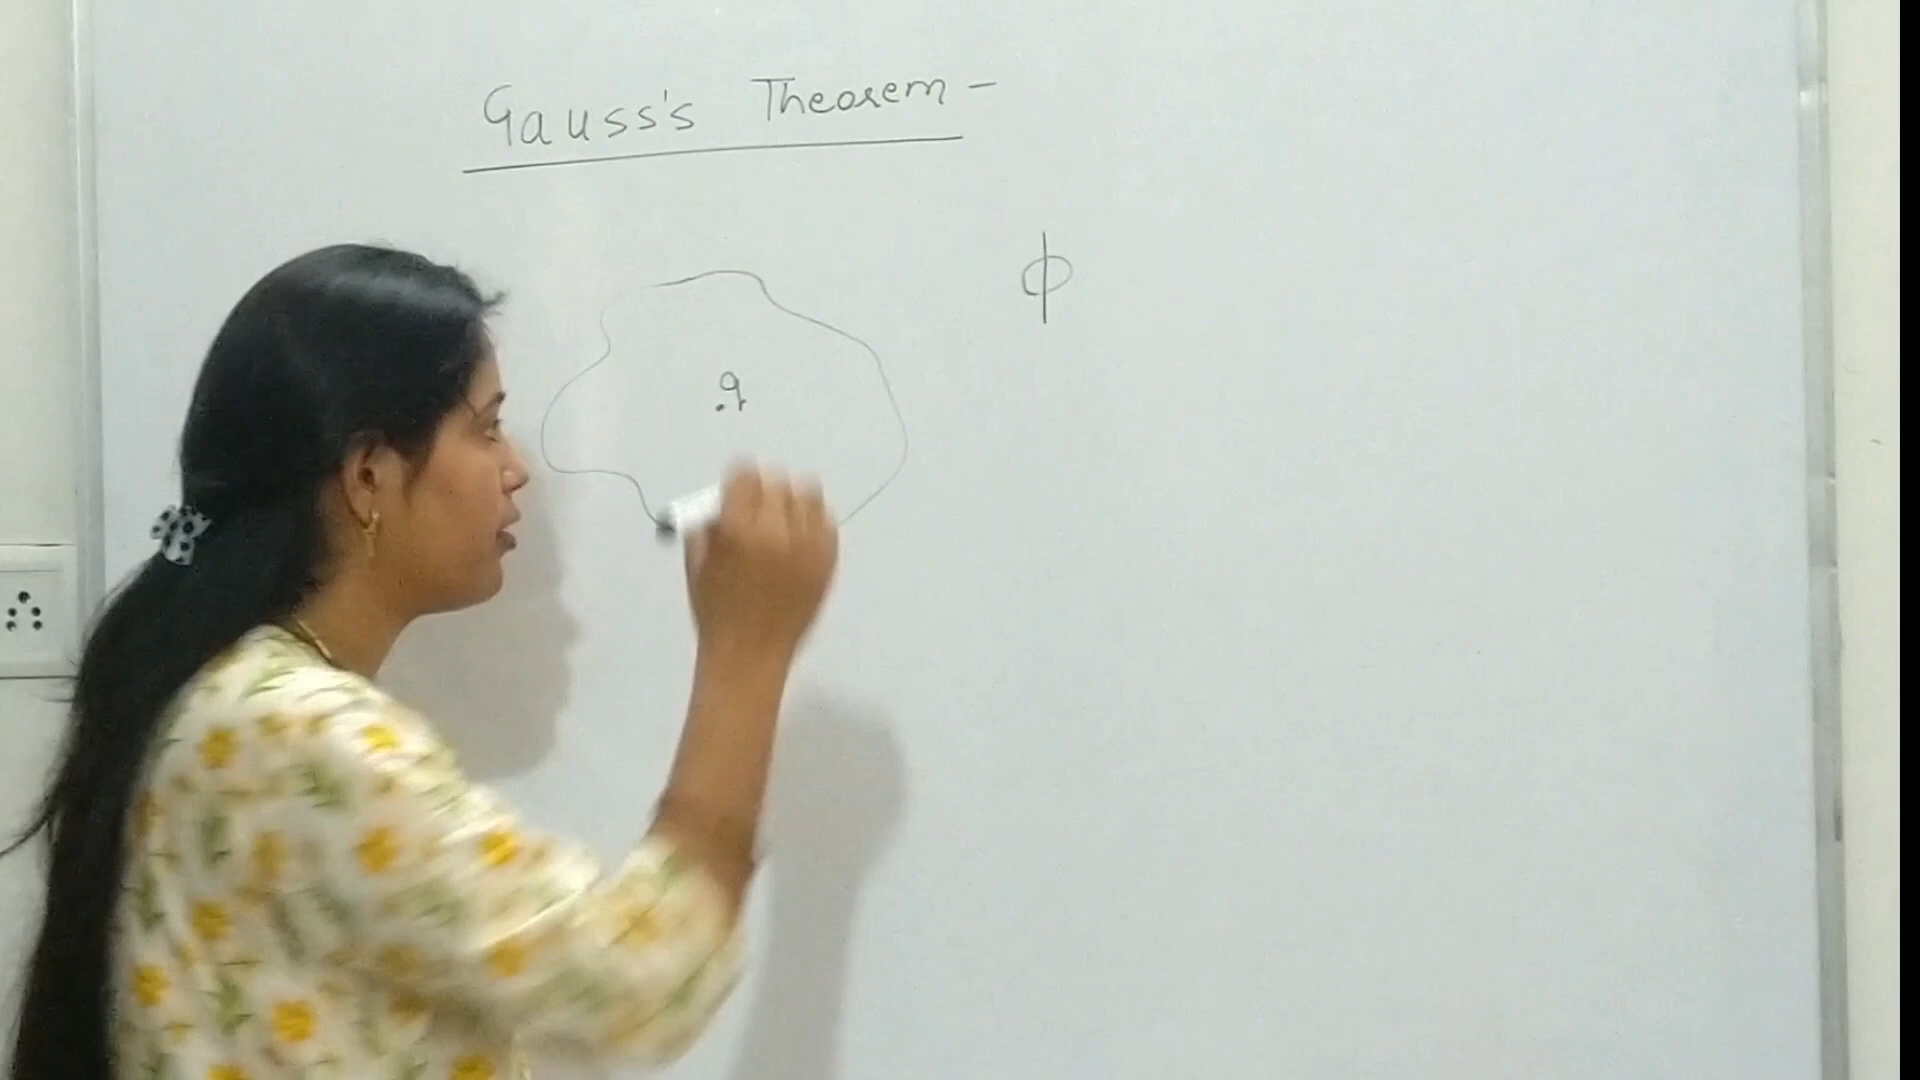 Gauss's Theorem -
ϕ
.q